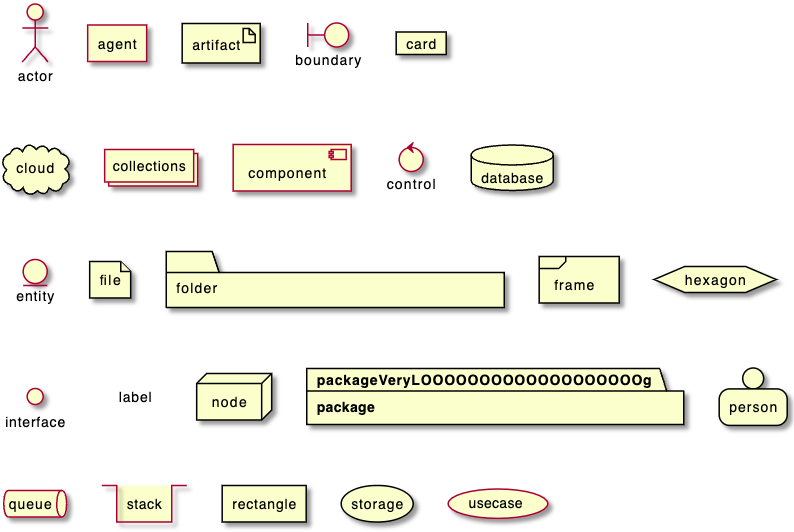 actor
agent
artifact
boundary
card
cloud
collections
component
control
database
entity
file
folder
frame
hexagon
interface
label
node
packageVeryLOOOOOOOOOOOOOOOOOOOg
package
person
queue
stack
rectangle
storage
usecase